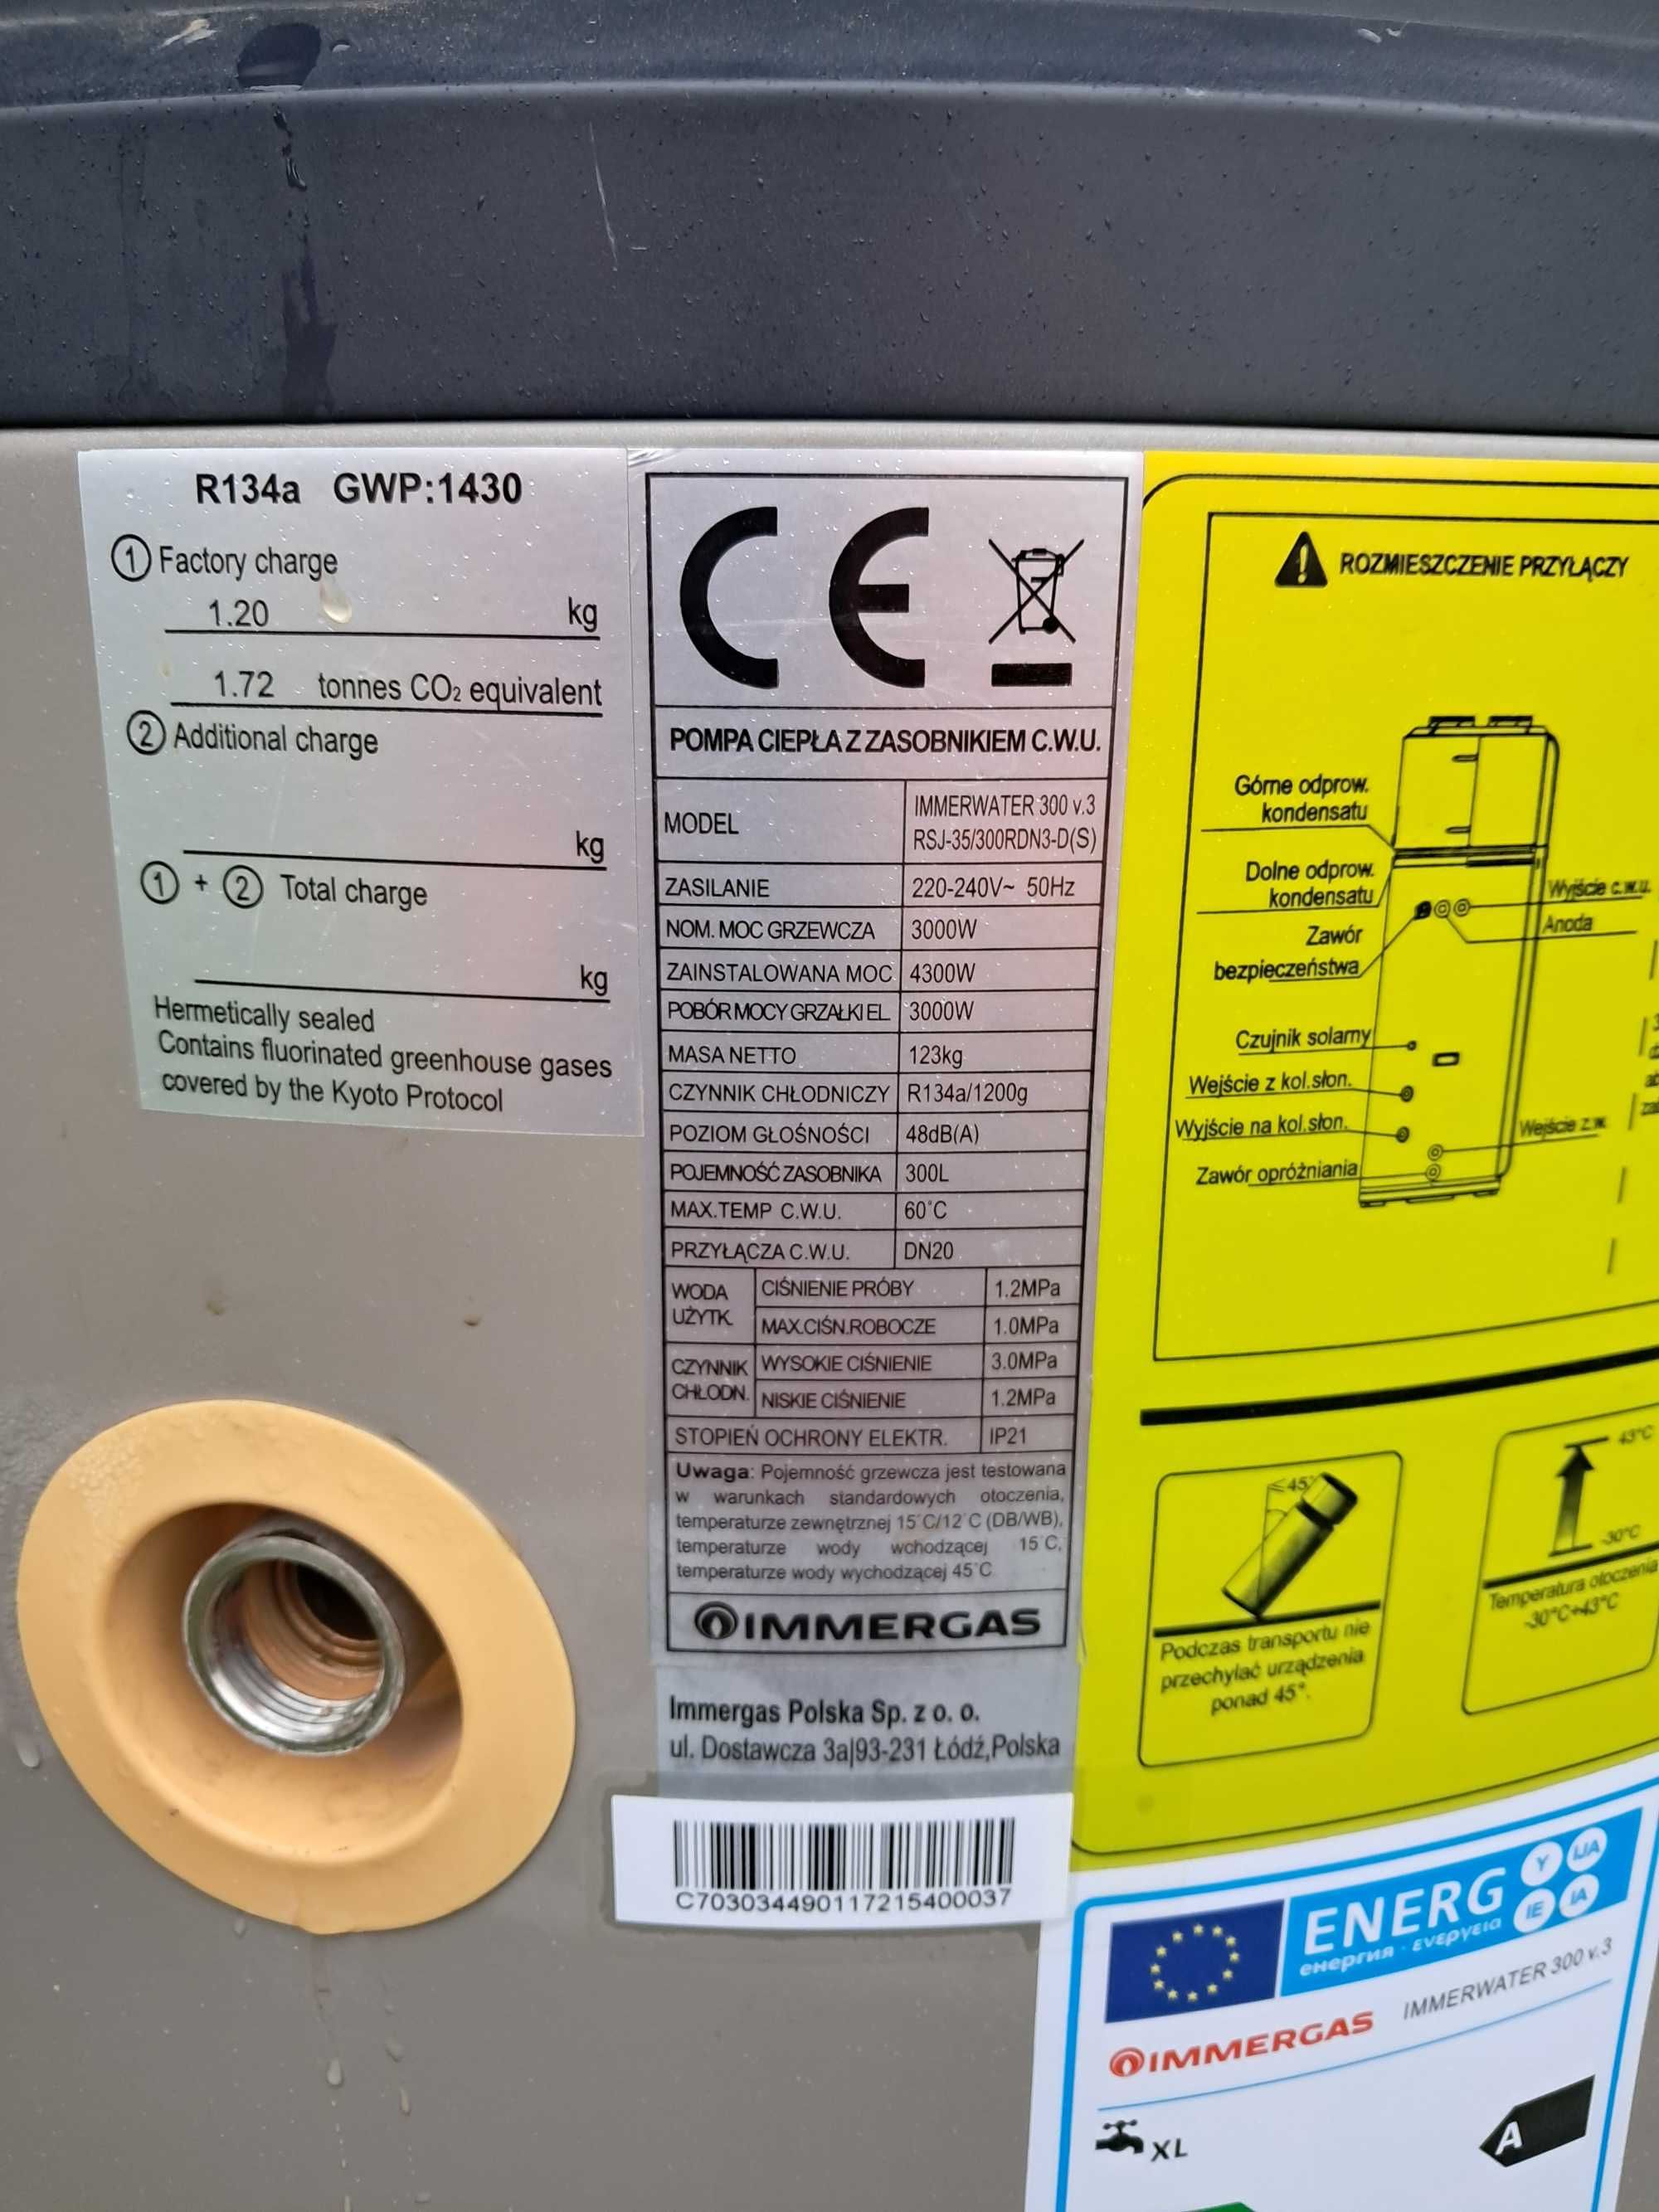 R134a GWP:1430
① Factory charge
1.20 kg
1.72 tonnes CO₂ equivalent
② Additional charge
kg
① + ② Total charge
kg
Hermetically sealed
Contains fluorinated greenhouse gases
covered by the Kyoto Protocol
CE
POMPA CIEPŁA Z ZASOBNIKIEM C.W.U.
MODEL
IMMERWATER 300 v.3
RSJ-35/300RDN3-D(S)
ZASILANIE 220-240V~ 50Hz
NOM. MOC GRZEWCZA 3000W
ZAINSTALOWANA MOC 4300W
POBÓR MOCY GRZAŁKI EL. 3000W
MASA NETTO 123kg
CZYNNIK CHŁODNICZY R134a/1200g
POZIOM GŁOŚNOŚCI 48dB(A)
POJEMNOŚĆ ZASOBNIKA 300L
MAX.TEMP C.W.U. 60°C
PRZYŁĄCZA C.W.U. DN20
WODA UŻYTK.
CIŚNIENIE PRÓBY 1.2MPa
MAX.CIŚN.ROBOCZE 1.0MPa
CZYNNIK CHŁODN.
WYSOKIE CIŚNIENIE 3.0MPa
NISKIE CIŚNIENIE 1.2MPa
STOPIEŃ OCHRONY ELEKTR. IP21
Uwaga: Pojemność grzewcza jest testowana
w warunkach standardowych otoczenia,
temperaturze zewnętrznej 15°C/12°C (DB/WB),
temperaturze wody wchodzącej 15°C,
temperaturze wody wychodzącej 45°C
IMMERGAS
Immergas Polska Sp. z o. o.
ul. Dostawcza 3a|93-231 Łódź,Polska
C703034490117215400037
ROZMIESZCZENIE PRZYŁĄCZY
Górne odprow.
kondensatu
Dolne odprow.
kondensatu
Zawór
bezpieczeństwa
Wyjście c.w.u.
Anoda
Czujnik solarny
Wejście z kol.słon.
Wyjście na kol.słon.
Wejście z.w.
Zawór opróżniania
≤45°
Podczas transportu nie
przechylać urządzenia
ponad 45°.
43°C
-30°C
Temperatura otoczenia
-30°C÷43°C
ENERG Y IJA
енергия · ενεργεια IE IA
IMMERGAS IMMERWATER 300 v.3
XL A